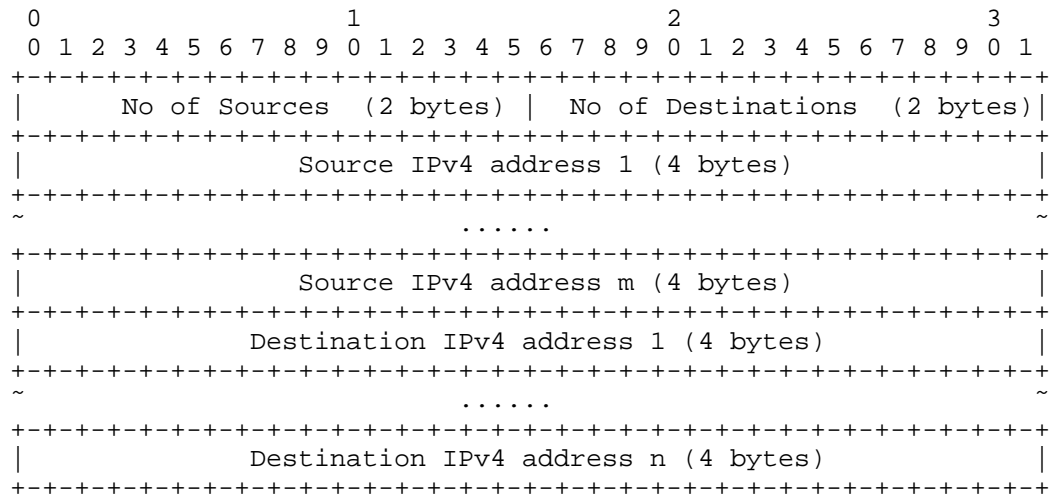 0                   1                   2                   3
 0 1 2 3 4 5 6 7 8 9 0 1 2 3 4 5 6 7 8 9 0 1 2 3 4 5 6 7 8 9 0 1
+-+-+-+-+-+-+-+-+-+-+-+-+-+-+-+-+-+-+-+-+-+-+-+-+-+-+-+-+-+-+-+-+
|      No of Sources  (2 bytes) |  No of Destinations  (2 bytes)|
+-+-+-+-+-+-+-+-+-+-+-+-+-+-+-+-+-+-+-+-+-+-+-+-+-+-+-+-+-+-+-+-+
|                 Source IPv4 address 1 (4 bytes)               |
+-+-+-+-+-+-+-+-+-+-+-+-+-+-+-+-+-+-+-+-+-+-+-+-+-+-+-+-+-+-+-+-+
~                           ......                              ~
+-+-+-+-+-+-+-+-+-+-+-+-+-+-+-+-+-+-+-+-+-+-+-+-+-+-+-+-+-+-+-+-+
|                 Source IPv4 address m (4 bytes)               |
+-+-+-+-+-+-+-+-+-+-+-+-+-+-+-+-+-+-+-+-+-+-+-+-+-+-+-+-+-+-+-+-+
|              Destination IPv4 address 1 (4 bytes)             |
+-+-+-+-+-+-+-+-+-+-+-+-+-+-+-+-+-+-+-+-+-+-+-+-+-+-+-+-+-+-+-+-+
~                           ......                              ~
+-+-+-+-+-+-+-+-+-+-+-+-+-+-+-+-+-+-+-+-+-+-+-+-+-+-+-+-+-+-+-+-+
|              Destination IPv4 address n (4 bytes)             |
+-+-+-+-+-+-+-+-+-+-+-+-+-+-+-+-+-+-+-+-+-+-+-+-+-+-+-+-+-+-+-+-+